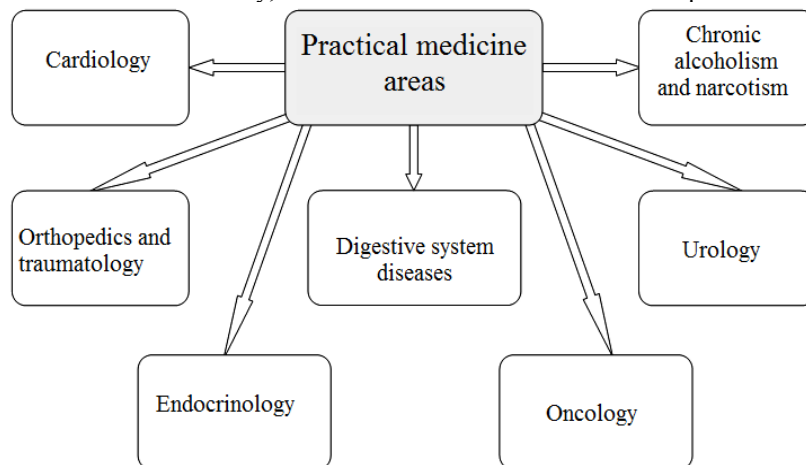 Practical medicine
areas
Cardiology
Chronic
alcoholism
and narcotism
Orthopedics and
traumatology
Digestive system
diseases
Urology
Endocrinology
Oncology